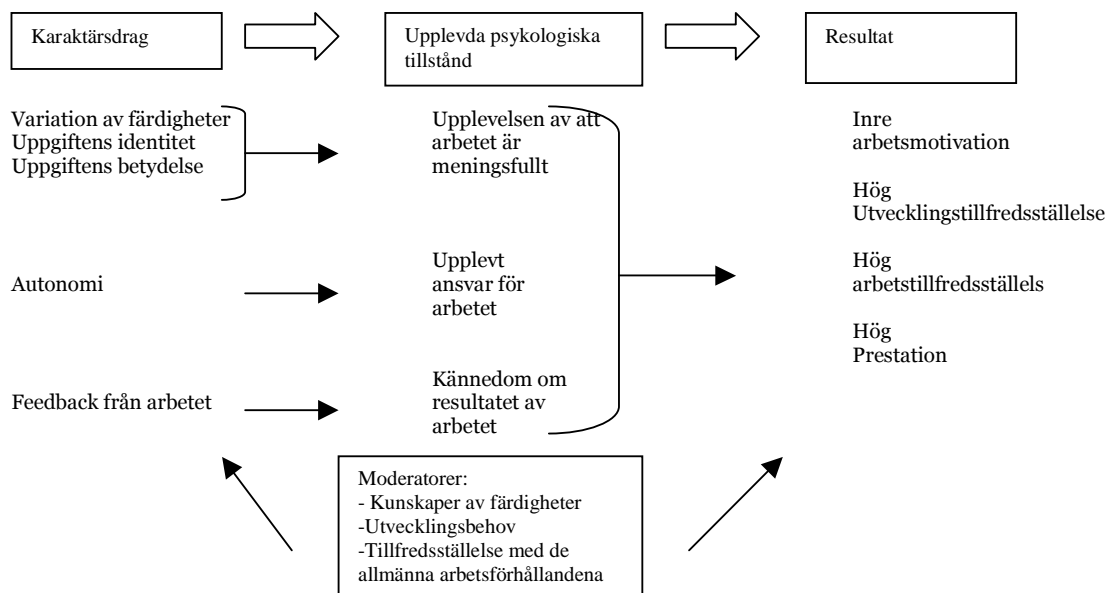 Karaktärsdrag
Upplevda psykologiska
tillstånd
Resultat
Variation av färdigheter
Uppgiftens identitet
Uppgiftens betydelse
Upplevelsen av att
arbetet är
meningsfullt
Inre
arbetsmotivation
Hög
Utvecklingstillfredsställelse
Autonomi
Upplevt
ansvar för
arbetet
Hög
arbetstillfredsställels
Hög
Prestation
Feedback från arbetet
Kännedom om
resultatet av
arbetet
Moderatorer:
- Kunskaper av färdigheter
-Utvecklingsbehov
-Tillfredsställelse med de
allmänna arbetsförhållandena